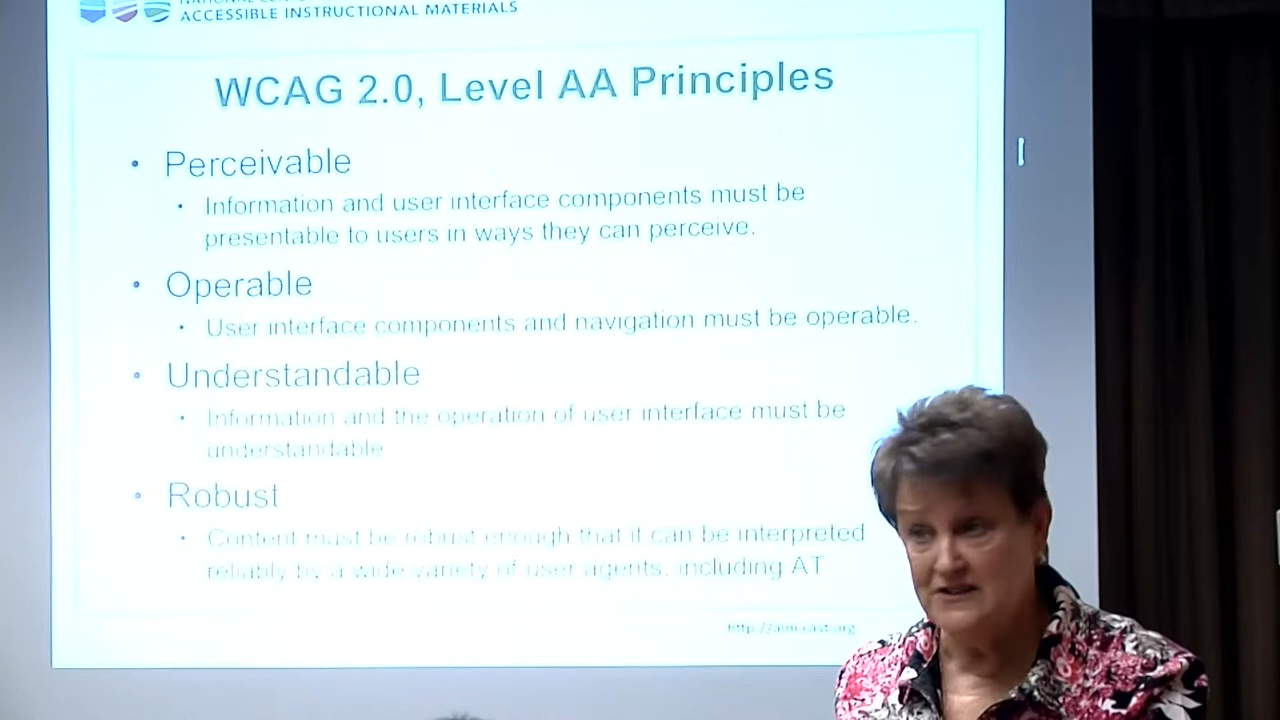 ACCESSIBLE INSTRUCTIONAL MATERIALS
WCAG 2.0, Level AA Principles
• Perceivable
• Information and user interface components must be
presentable to users in ways they can perceive.
• Operable
• User interface components and navigation must be operable.
• Understandable
• Information and the operation of user interface must be
understandable
• Robust
• Content must be robust enough that it can be interpreted
reliably by a wide variety of user agents, including AT
http://aim.cast.org